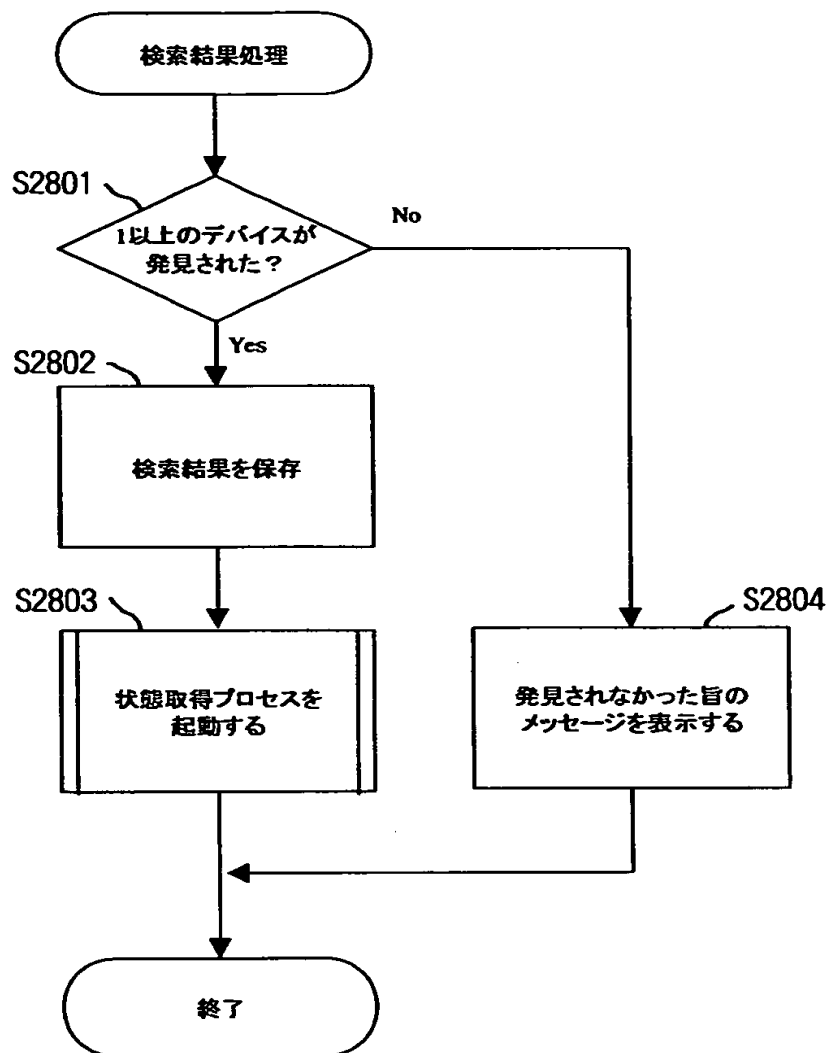 検索結果処理
S2801
1以上のデバイスが
発見された？
No
Yes
S2802
検索結果を保存
S2803
状態取得プロセスを
起動する
S2804
発見されなかった旨の
メッセージを表示する
終了